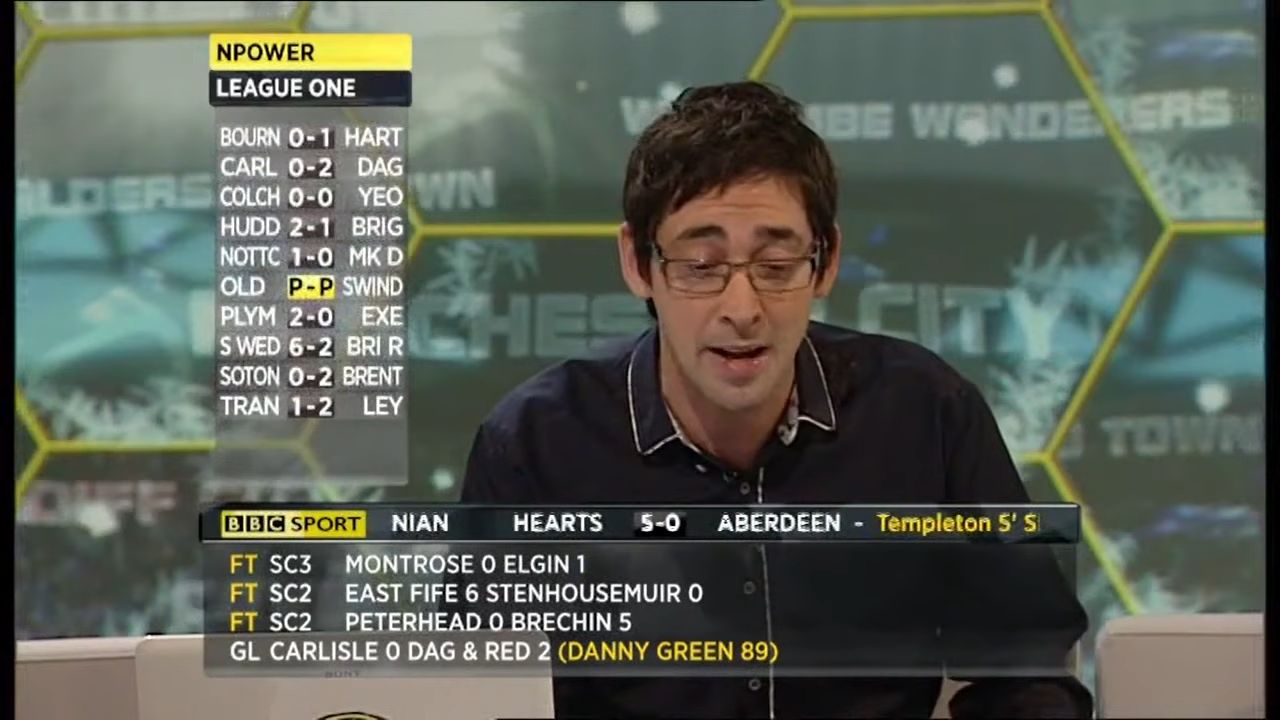 NPOWER
LEAGUE ONE
BOURN 0-1 HART
CARL 0-2 DAG
COLCH 0-0 YEO
HUDD 2-1 BRIG
NOTTC 1-0 MK D
OLD P-P SWIND
PLYM 2-0 EXE
S WED 6-2 BRI R
SOTON 0-2 BRENT
TRAN 1-2 LEY
WNDERERS
CITY
TOWN
BBC SPORT NIAN HEARTS 5-0 ABERDEEN - Templeton 5' S
FT SC3 MONTROSE 0 ELGIN 1
FT SC2 EAST FIFE 6 STENHOUSEMUIR 0
FT SC2 PETERHEAD 0 BRECHIN 5
GL CARLISLE 0 DAG & RED 2 (DANNY GREEN 89)
SONY